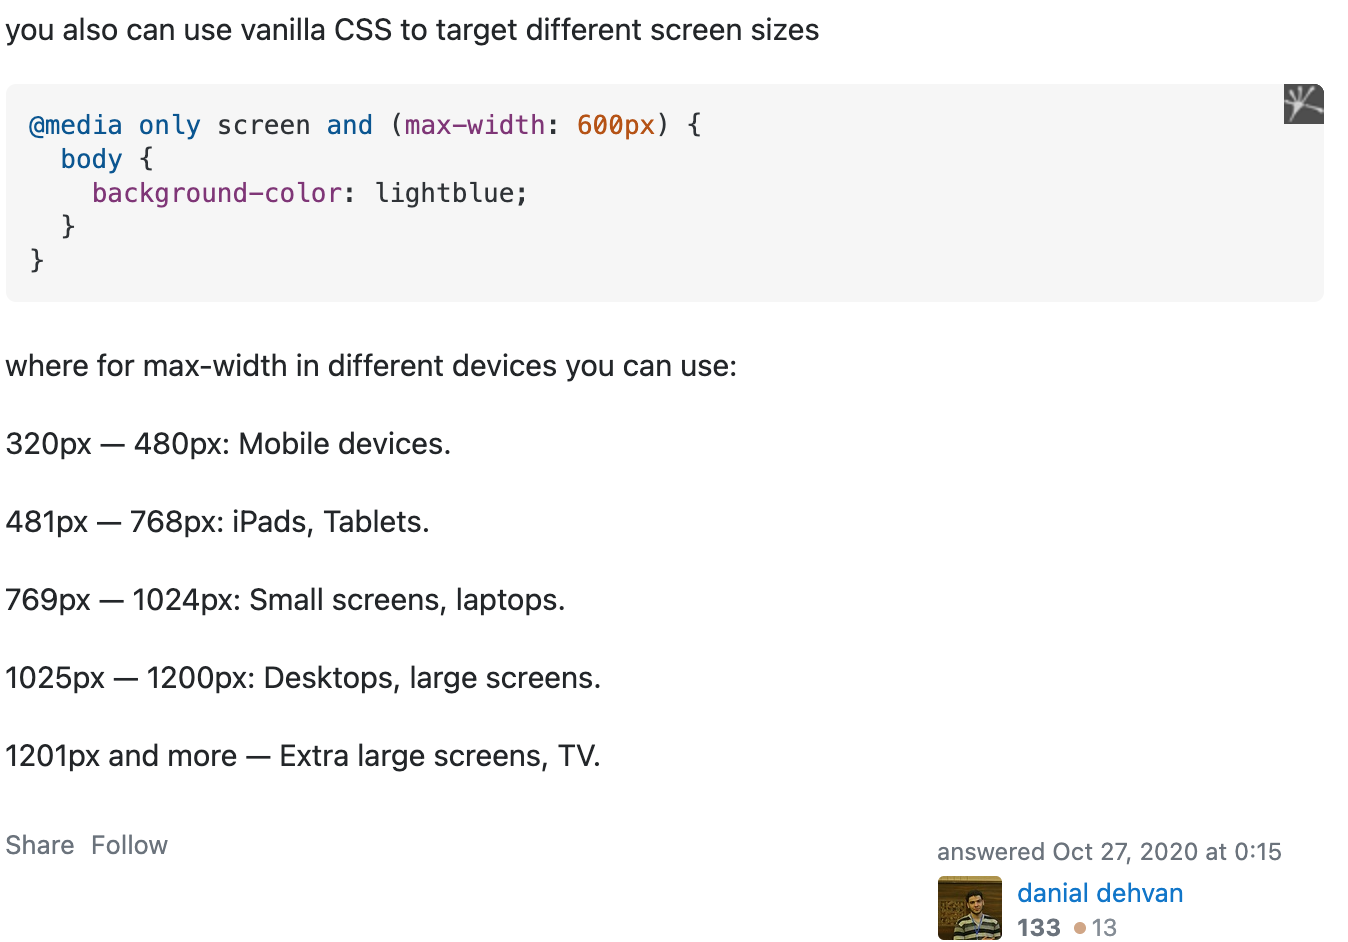 you also can use vanilla CSS to target different screen sizes
@media only screen and (max-width: 600px) {
  body {
    background-color: lightblue;
  }
}
where for max-width in different devices you can use:
320px — 480px: Mobile devices.
481px — 768px: iPads, Tablets.
769px — 1024px: Small screens, laptops.
1025px — 1200px: Desktops, large screens.
1201px and more — Extra large screens, TV.
Share Follow
answered Oct 27, 2020 at 0:15
danial dehvan
133 ●13